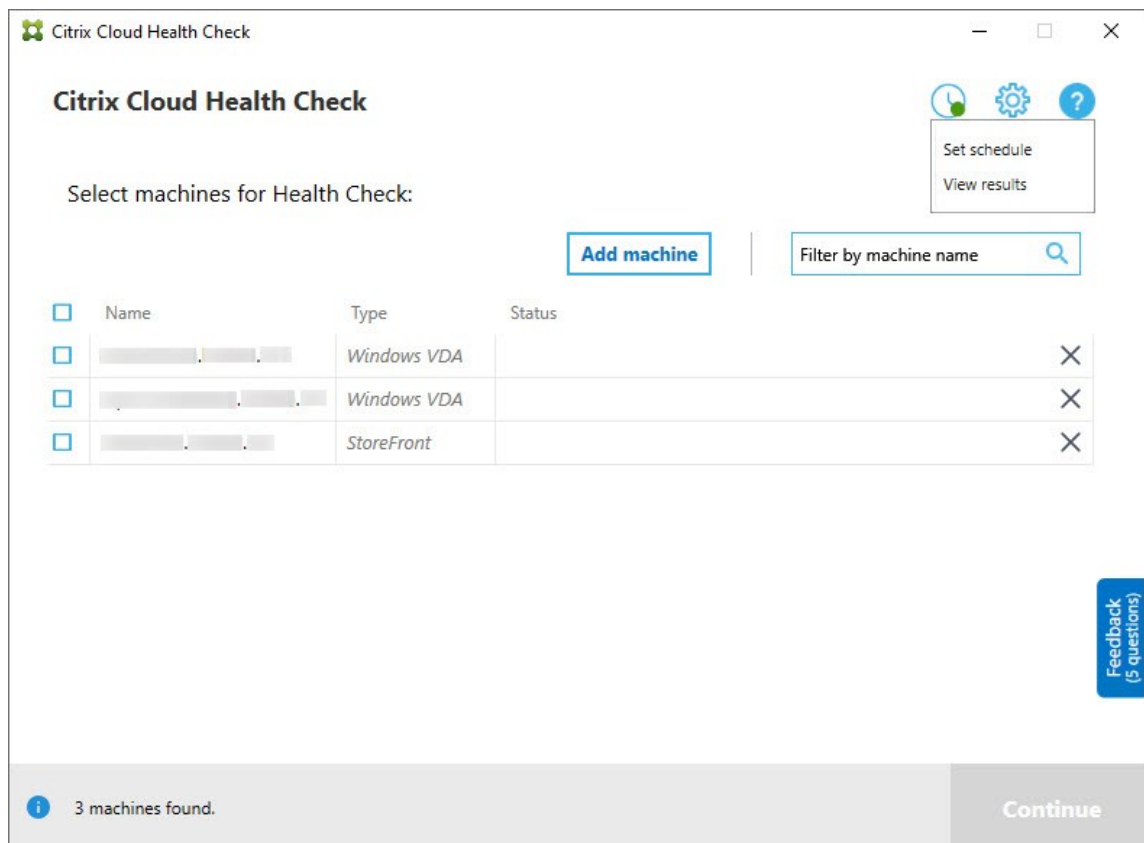 Citrix Cloud Health Check
Citrix Cloud Health Check
?
Set schedule
View results
Select machines for Health Check:
Add machine
Filter by machine name
Name Type Status
Windows VDA
Windows VDA
StoreFront
Feedback
(5 questions)
i 3 machines found.
Continue